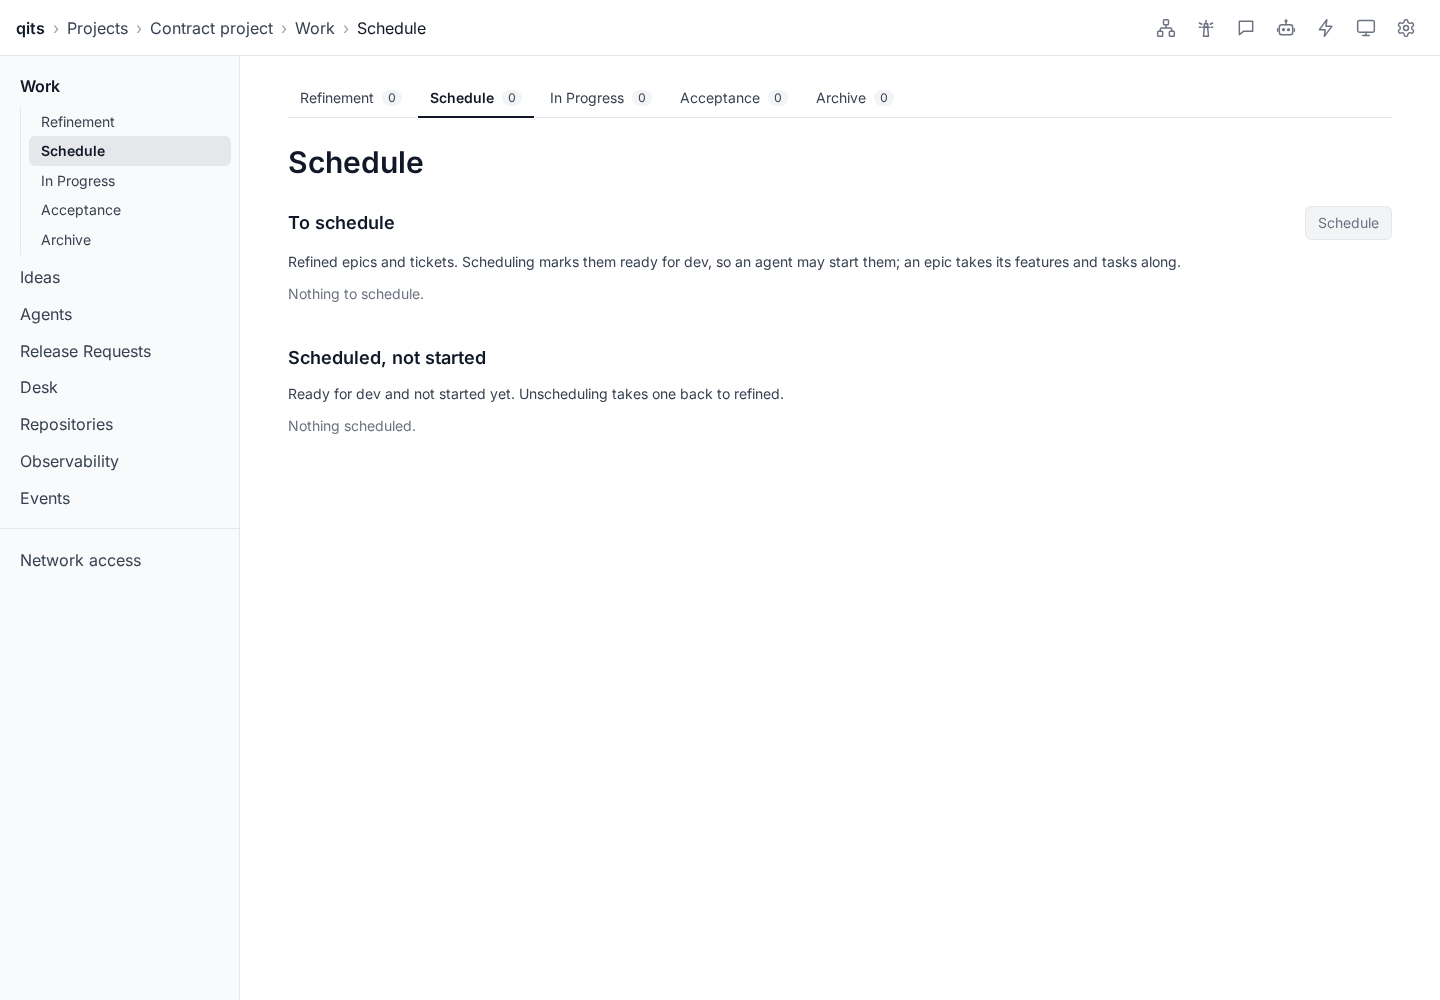 qits › Projects › Contract project › Work › Schedule
Work
Refinement
Schedule
In Progress
Acceptance
Archive
Ideas
Agents
Release Requests
Desk
Repositories
Observability
Events
Network access
Refinement 0 Schedule 0 In Progress 0 Acceptance 0 Archive 0
Schedule
To schedule
Schedule
Refined epics and tickets. Scheduling marks them ready for dev, so an agent may start them; an epic takes its features and tasks along.
Nothing to schedule.
Scheduled, not started
Ready for dev and not started yet. Unscheduling takes one back to refined.
Nothing scheduled.